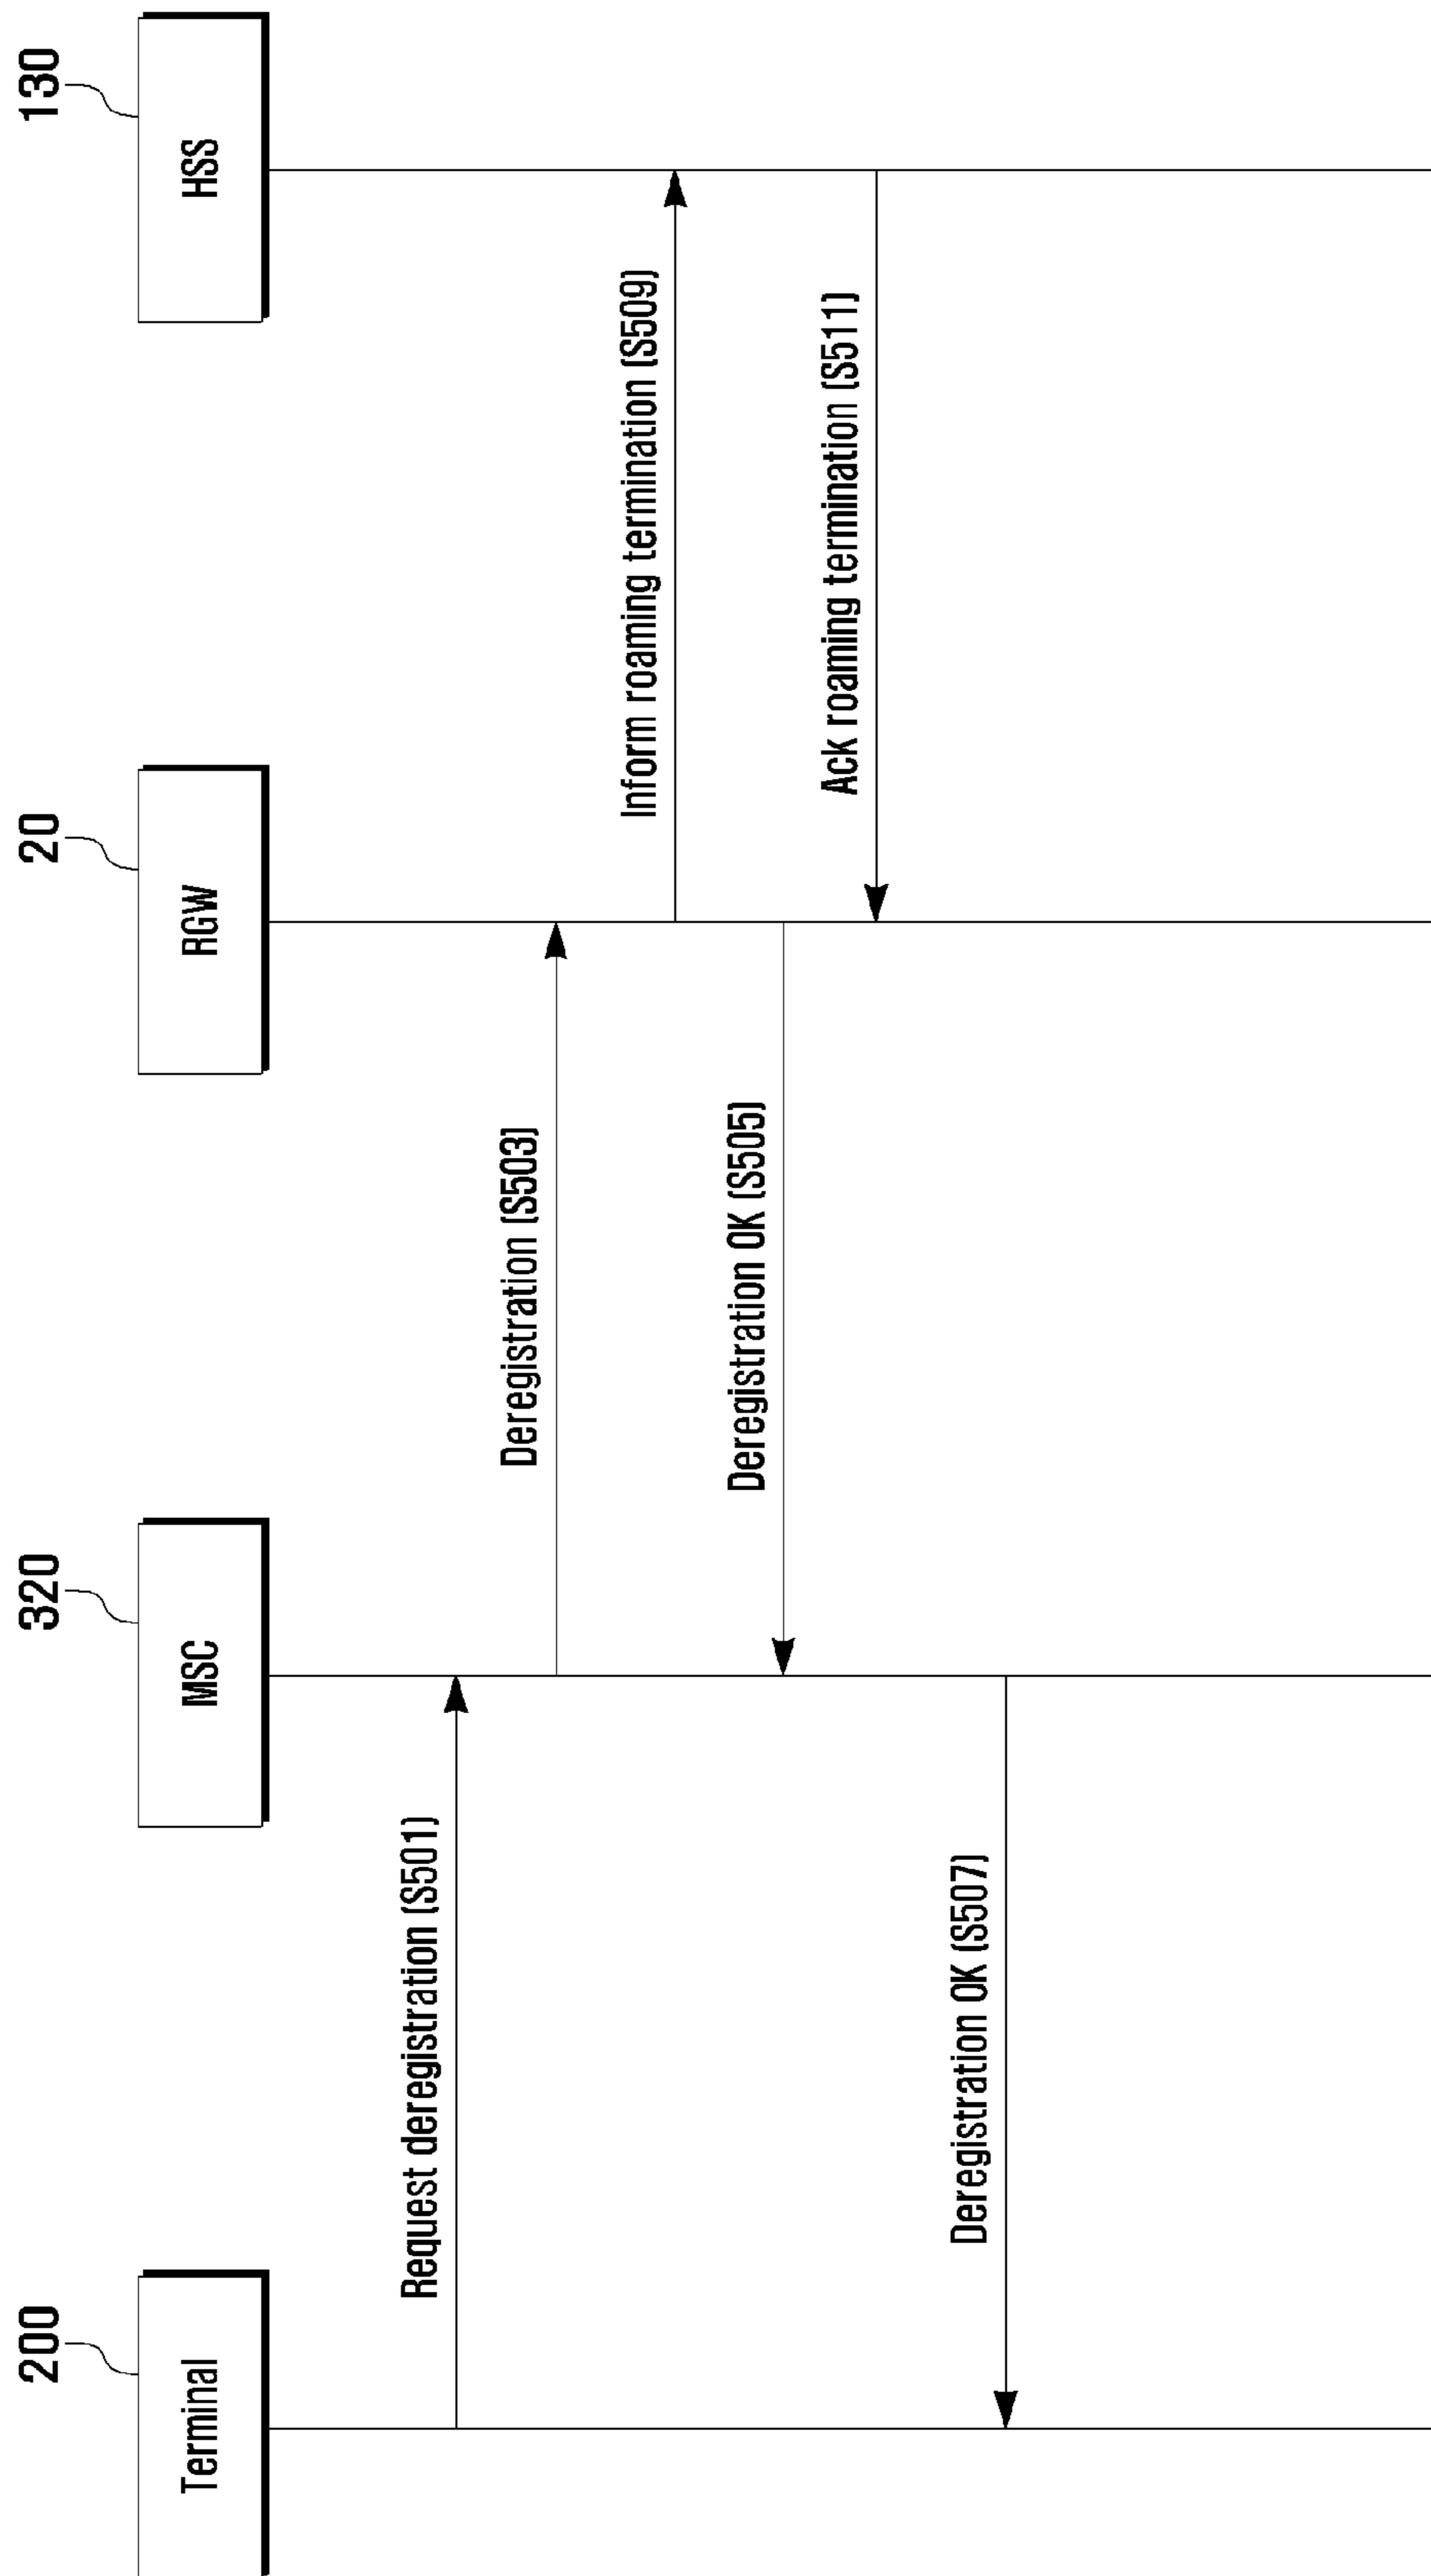 200
320
20
130
Terminal
MSC
RGW
HSS
Request deregistration (S501)
Deregistration (S503)
Inform roaming termination (S509)
Deregistration OK (S505)
Ack roaming termination (S511)
Deregistration OK (S507)